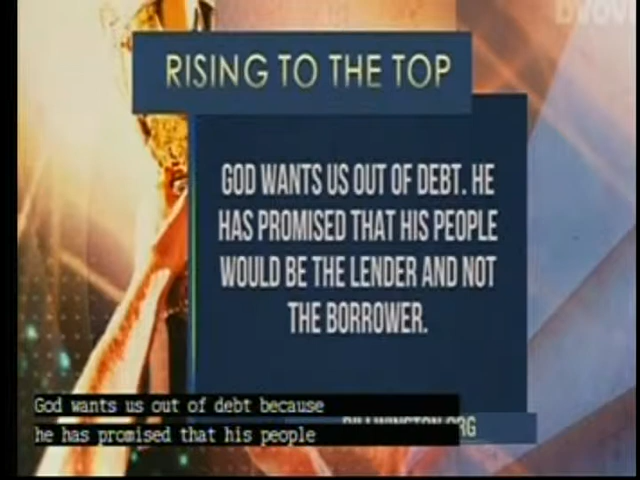 RISING TO THE TOP
GOD WANTS US OUT OF DEBT. HE
HAS PROMISED THAT HIS PEOPLE
WOULD BE THE LENDER AND NOT
THE BORROWER.
God wants us out of debt because
he has promised that his people